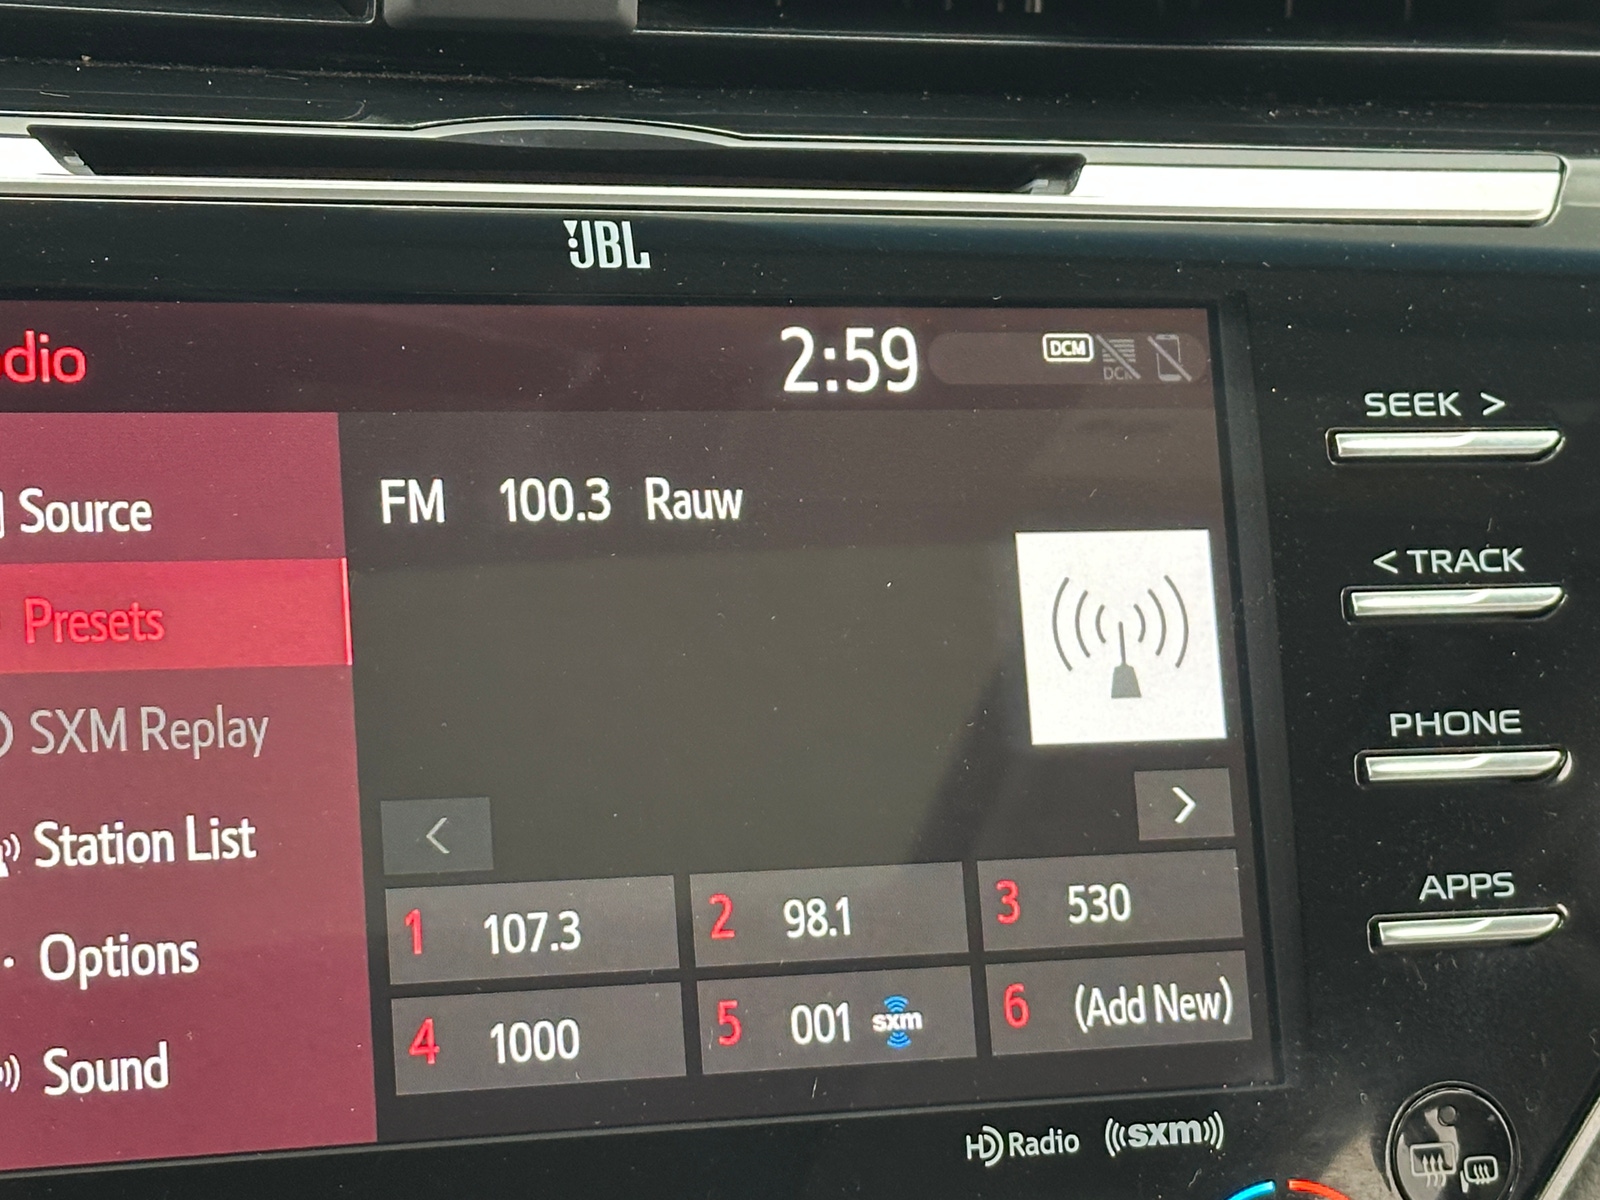 JBL
dio
2:59
DCM
DCM
SEEK >
Source
FM 100.3 Rauw
< TRACK
Presets
SXM Replay
PHONE
Station List
<
>
APPS
1 107.3
2 98.1
3 530
Options
4 1000
5 001 sxm
6 (Add New)
Sound
HD Radio
((sxm))